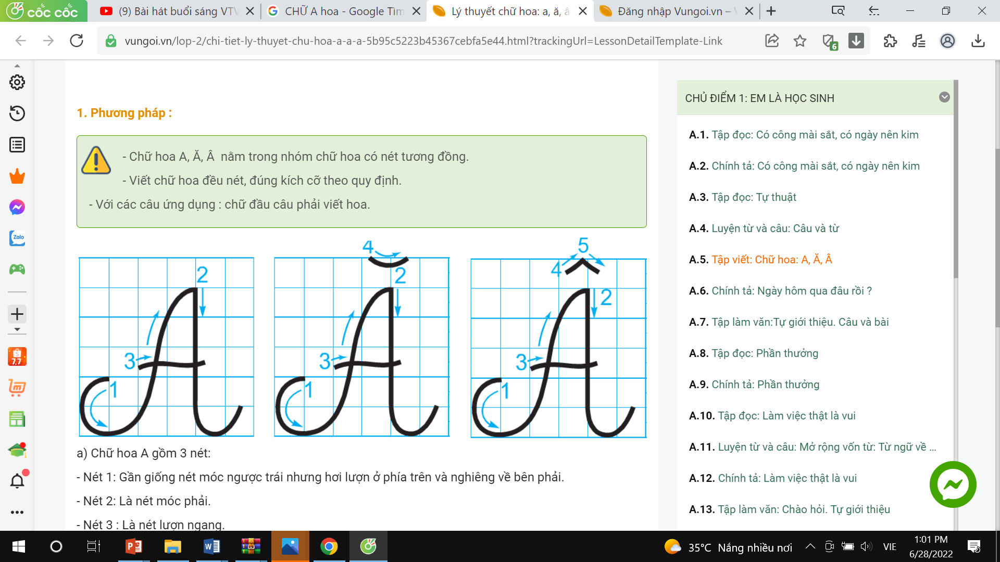 cốc cốc
(9) Bài hát buổi sáng VTV
CHỮ A hoa - Google Tìm
Lý thuyết chữ hoa: a, ă, â
Đăng nhập Vungoi.vn –
vungoi.vn/lop-2/chi-tiet-ly-thuyet-chu-hoa-a-a-a-5b95c5223b45367cebfa5e44.html?trackingUrl=LessonDetailTemplate-Link
6
1. Phương pháp :
- Chữ hoa A, Ă, Â nằm trong nhóm chữ hoa có nét tương đồng.
- Viết chữ hoa đều nét, đúng kích cỡ theo quy định.
- Với các câu ứng dụng : chữ đầu câu phải viết hoa.
2
3
1
A
4
2
3
1
Ă
5
4
2
3
1
Â
a) Chữ hoa A gồm 3 nét:
- Nét 1: Gần giống nét móc ngược trái nhưng hơi lượn ở phía trên và nghiêng về bên phải.
- Nét 2: Là nét móc phải.
- Nét 3 : Là nét lượn ngang.
CHỦ ĐIỂM 1: EM LÀ HỌC SINH
A.1. Tập đọc: Có công mài sắt, có ngày nên kim
A.2. Chính tả: Có công mài sắt, có ngày nên kim
A.3. Tập đọc: Tự thuật
A.4. Luyện từ và câu: Câu và từ
A.5. Tập viết: Chữ hoa: A, Ă, Â
A.6. Chính tả: Ngày hôm qua đâu rồi ?
A.7. Tập làm văn:Tự giới thiệu. Câu và bài
A.8. Tập đọc: Phần thưởng
A.9. Chính tả: Phần thưởng
A.10. Tập đọc: Làm việc thật là vui
A.11. Luyện từ và câu: Mở rộng vốn từ: Từ ngữ về ...
A.12. Chính tả: Làm việc thật là vui
A.13. Tập làm văn: Chào hỏi. Tự giới thiệu
Zalo
7.7
35°C Nắng nhiều nơi
VIE
1:01 PM
6/28/2022